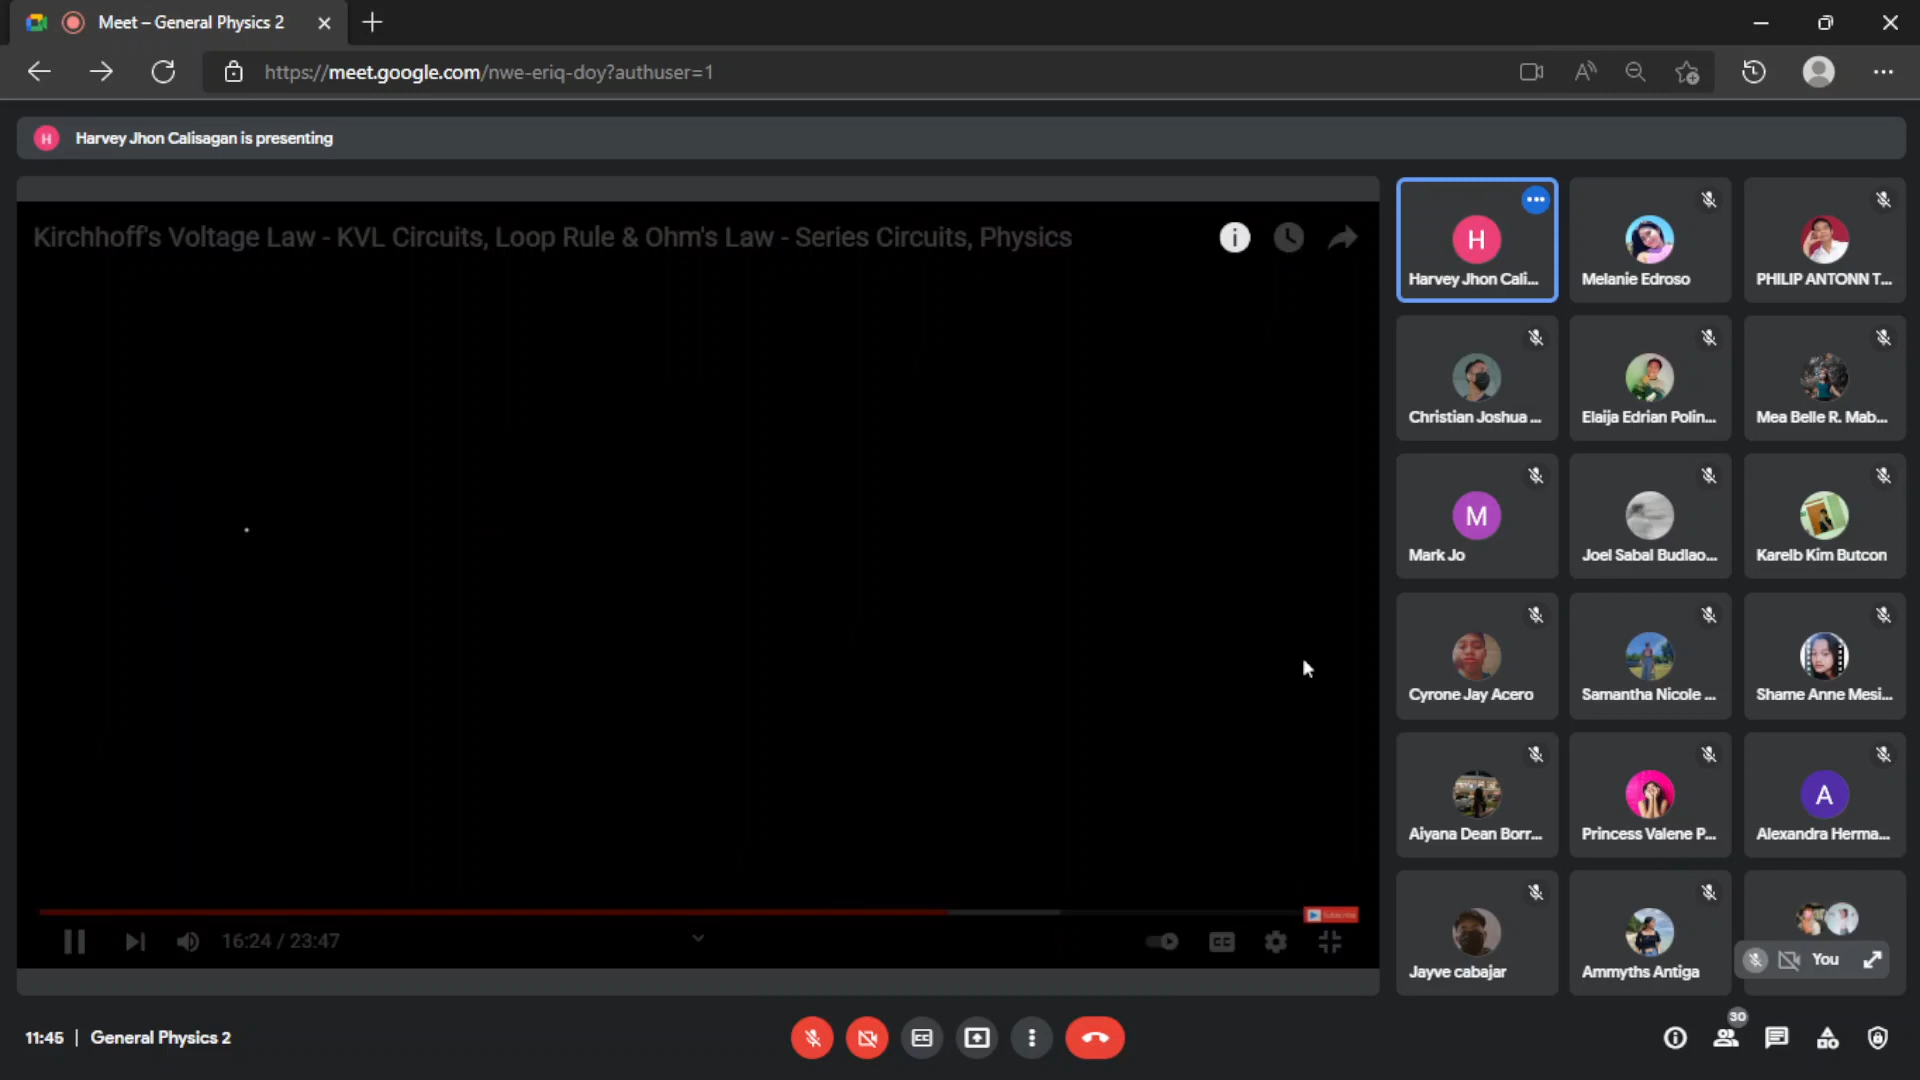 Meet – General Physics 2
https://meet.google.com/nwe-eriq-doy?authuser=1
H Harvey Jhon Calisagan is presenting
Kirchhoff's Voltage Law - KVL Circuits, Loop Rule & Ohm's Law - Series Circuits, Physics
H
Harvey Jhon Cali...
Melanie Edroso
PHILIP ANTONN T...
Christian Joshua ...
Elaija Edrian Polin...
Mea Belle R. Mab...
M
Mark Jo
Joel Sabal Budlao...
Karelb Kim Butcon
Cyrone Jay Acero
Samantha Nicole ...
Shame Anne Mesi...
A
Aiyana Dean Borr...
Princess Valene P...
Alexandra Herma...
Subscribe
16:24 / 23:47
CC
Jayve cabajar
Ammyths Antiga
You
11:45 | General Physics 2
30